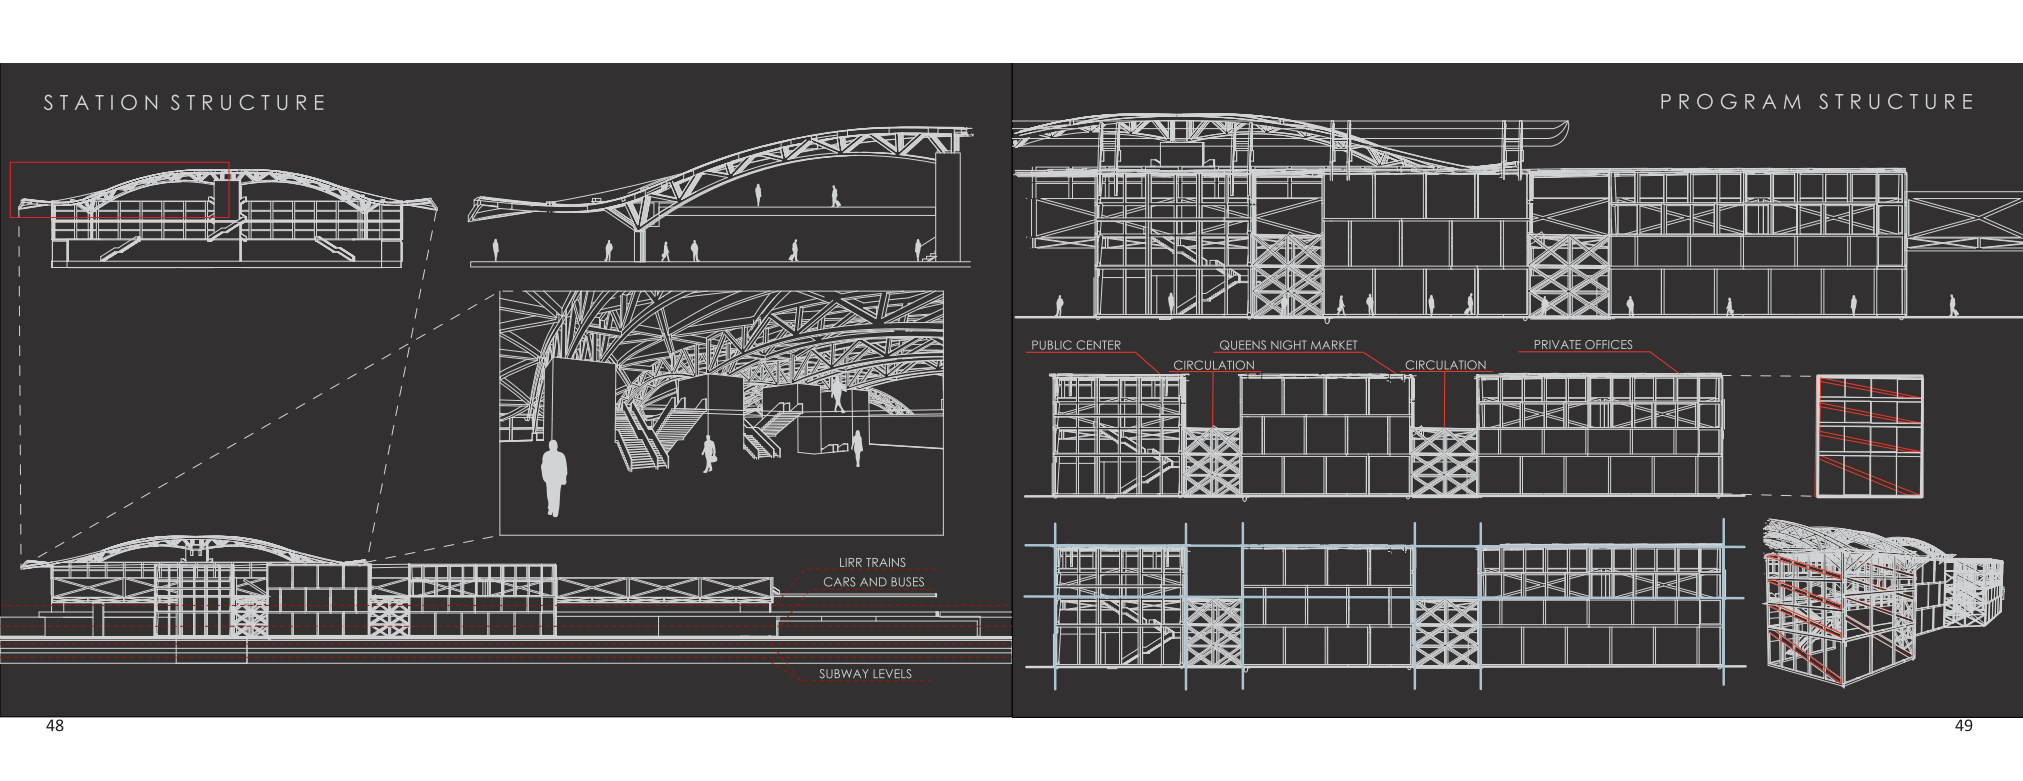 STATION STRUCTURE
LIRR TRAINS
CARS AND BUSES
SUBWAY LEVELS
48
PROGRAM STRUCTURE
PUBLIC CENTER
QUEENS NIGHT MARKET
PRIVATE OFFICES
CIRCULATION
CIRCULATION
49